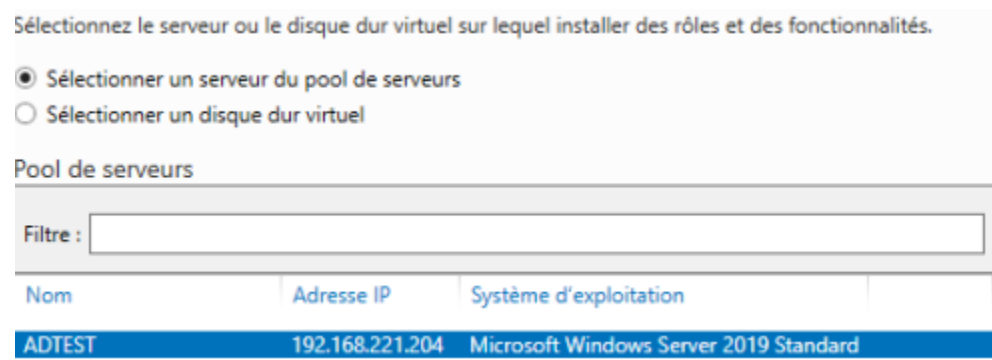 Sélectionnez le serveur ou le disque dur virtuel sur lequel installer des rôles et des fonctionnalités.
Sélectionner un serveur du pool de serveurs
Sélectionner un disque dur virtuel
Pool de serveurs
Filtre :
Nom Adresse IP Système d'exploitation
ADTEST 192.168.221.204 Microsoft Windows Server 2019 Standard